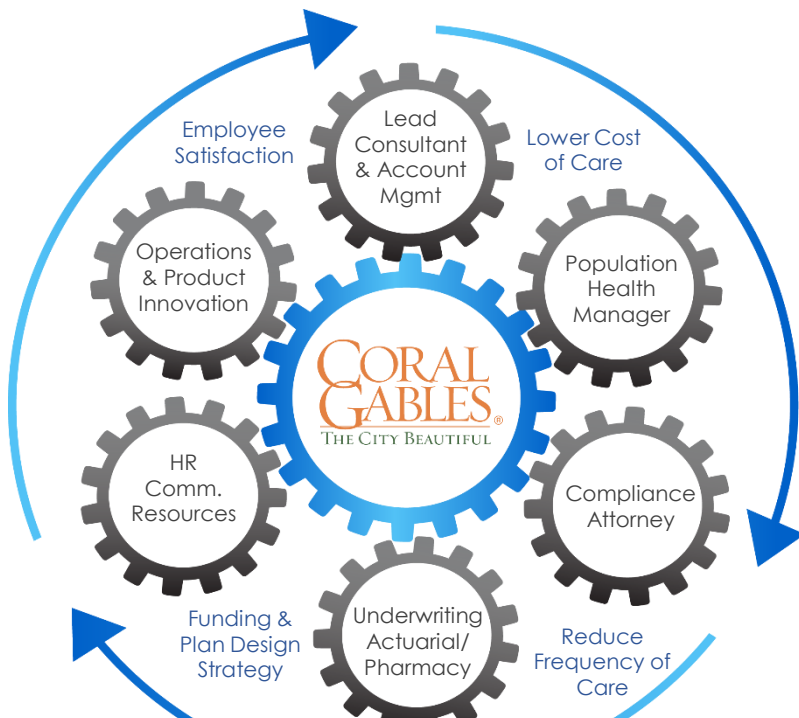 Employee
Satisfaction
Lead
Consultant
& Account
Mgmt
Lower Cost
of Care
Operations
& Product
Innovation
Population
Health
Manager
CORAL
GABLES®
THE CITY BEAUTIFUL
HR
Comm.
Resources
Compliance
Attorney
Funding &
Plan Design
Strategy
Underwriting
Actuarial/
Pharmacy
Reduce
Frequency of
Care